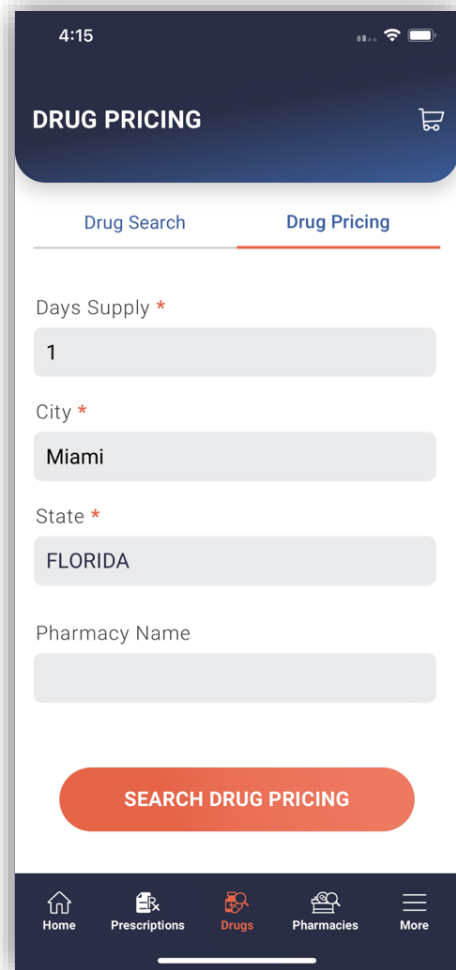 4:15
DRUG PRICING
Drug Search Drug Pricing
Days Supply *
1
City *
Miami
State *
FLORIDA
Pharmacy Name
SEARCH DRUG PRICING
Home Prescriptions Drugs Pharmacies More